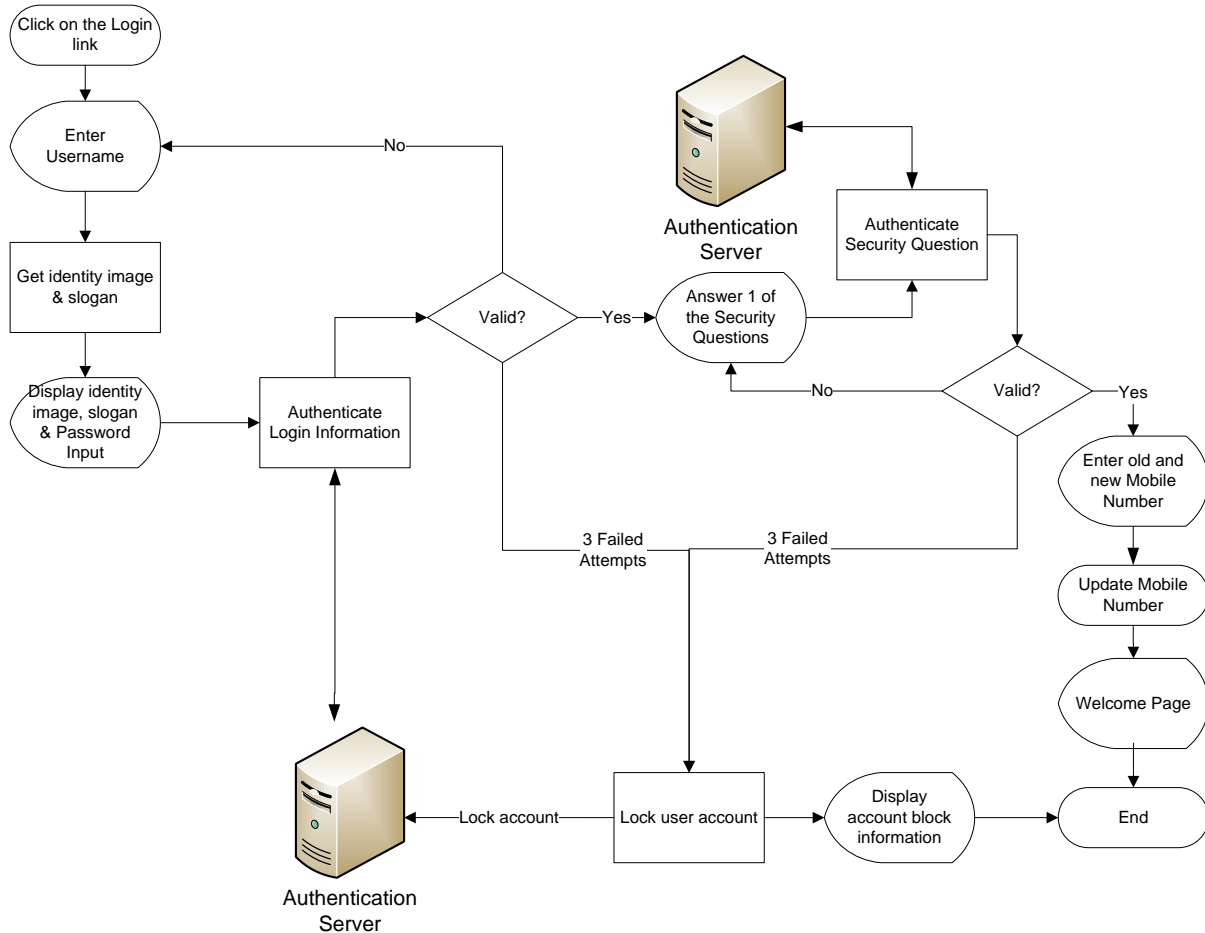 Click on the Login
link
Enter
Username
No
Get identity image
& slogan
Display identity
image, slogan
& Password
Input
Authenticate
Login Information
Valid?
Yes
Answer 1 of
the Security
Questions
Authentication
Server
Authenticate
Security Question
No
Valid?
Yes
Enter old and
new Mobile
Number
3 Failed
Attempts
3 Failed
Attempts
Update Mobile
Number
Welcome Page
Authentication
Server
Lock account
Lock user account
Display
account block
information
End